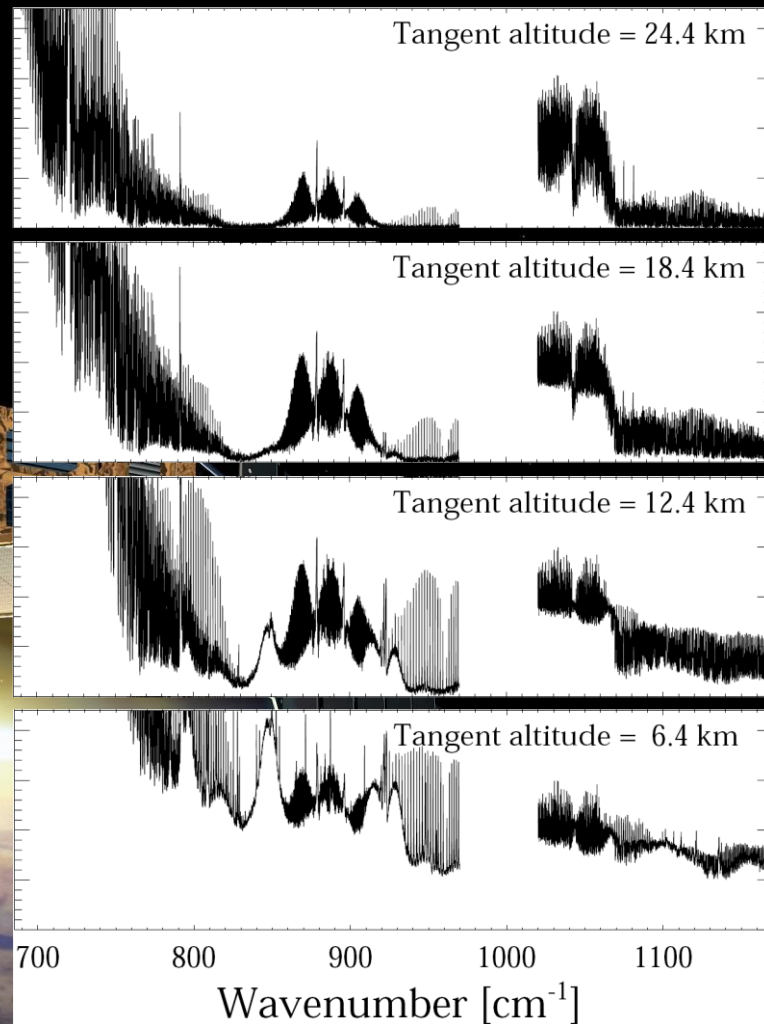 Tangent altitude = 24.4 km
Tangent altitude = 18.4 km
Tangent altitude = 12.4 km
Tangent altitude = 6.4 km
700 800 900 1000 1100
Wavenumber [cm⁻¹]